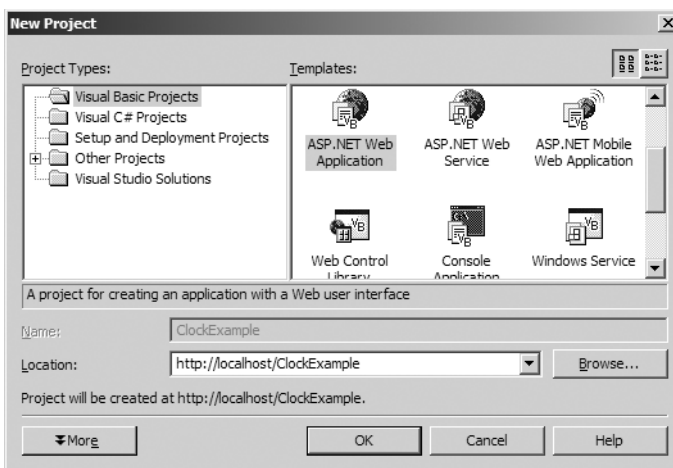 New Project
Project Types:
Templates:
Visual Basic Projects
Visual C# Projects
Setup and Deployment Projects
Other Projects
Visual Studio Solutions
ASP.NET Web
Application
ASP.NET Web
Service
ASP.NET Mobile
Web Application
Web Control
Library
Console
Application
Windows Service
A project for creating an application with a Web user interface
Name:
ClockExample
Location:
http://localhost/ClockExample
Browse...
Project will be created at http://localhost/ClockExample.
More
OK
Cancel
Help